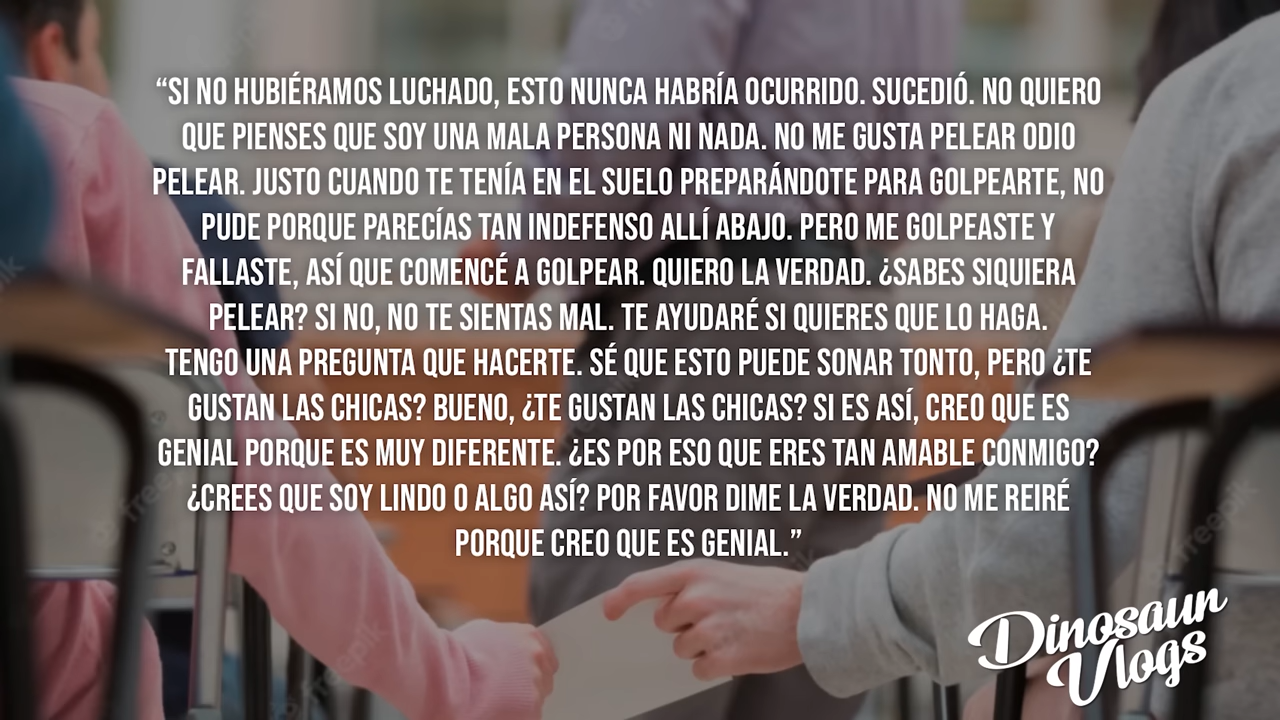 “SI NO HUBIÉRAMOS LUCHADO, ESTO NUNCA HABRÍA OCURRIDO. SUCEDIÓ. NO QUIERO
QUE PIENSES QUE SOY UNA MALA PERSONA NI NADA. NO ME GUSTA PELEAR ODIO
PELEAR. JUSTO CUANDO TE TENÍA EN EL SUELO PREPARÁNDOTE PARA GOLPEARTE, NO
PUDE PORQUE PARECÍAS TAN INDEFENSO ALLÍ ABAJO. PERO ME GOLPEASTE Y
FALLASTE, ASÍ QUE COMENCÉ A GOLPEAR. QUIERO LA VERDAD. ¿SABES SIQUIERA
PELEAR? SI NO, NO TE SIENTAS MAL. TE AYUDARÉ SI QUIERES QUE LO HAGA.
TENGO UNA PREGUNTA QUE HACERTE. SÉ QUE ESTO PUEDE SONAR TONTO, PERO ¿TE
GUSTAN LAS CHICAS? BUENO, ¿TE GUSTAN LAS CHICAS? SI ES ASÍ, CREO QUE ES
GENIAL PORQUE ES MUY DIFERENTE. ¿ES POR ESO QUE ERES TAN AMABLE CONMIGO?
¿CREES QUE SOY LINDO O ALGO ASÍ? POR FAVOR DIME LA VERDAD. NO ME REIRÉ
PORQUE CREO QUE ES GENIAL.”
Dinosaur
Vlogs
freepik